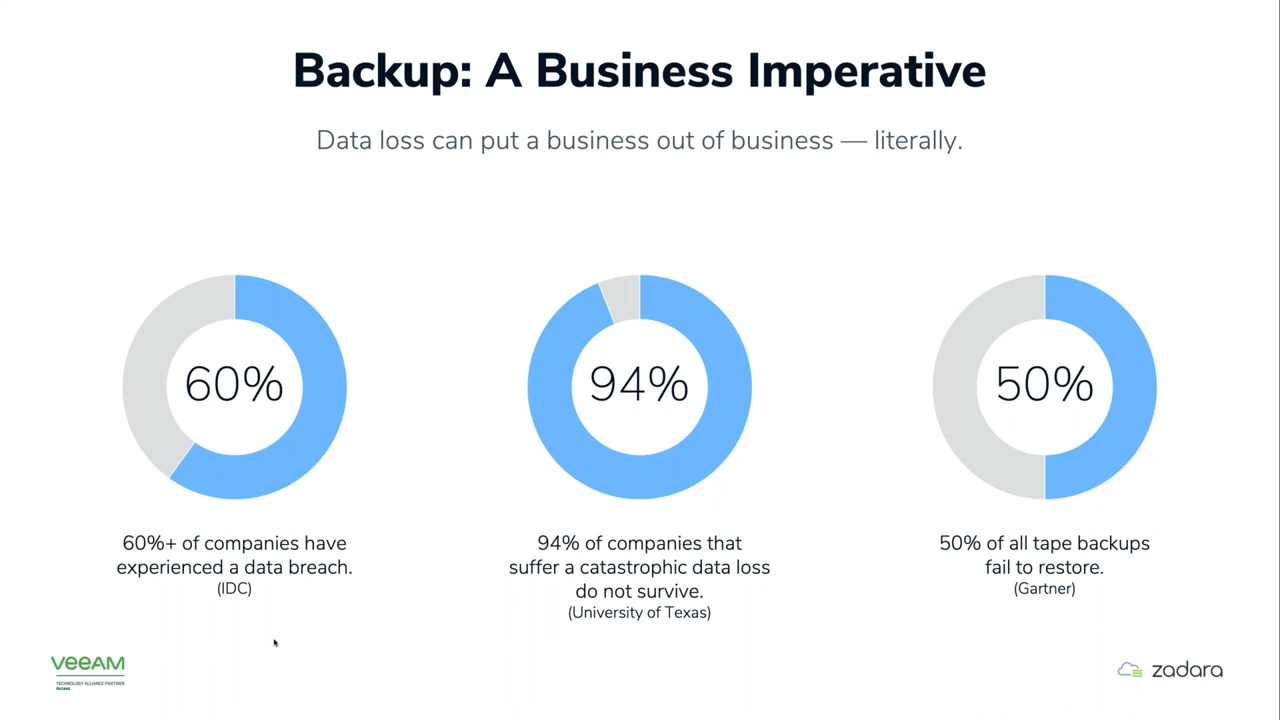 Backup: A Business Imperative
Data loss can put a business out of business — literally.
60%
94%
50%
60%+ of companies have
experienced a data breach.
(IDC)
94% of companies that
suffer a catastrophic data loss
do not survive.
(University of Texas)
50% of all tape backups
fail to restore.
(Gartner)
veeAM
TECHNOLOGY ALLIANCE PARTNER
Access
zadara